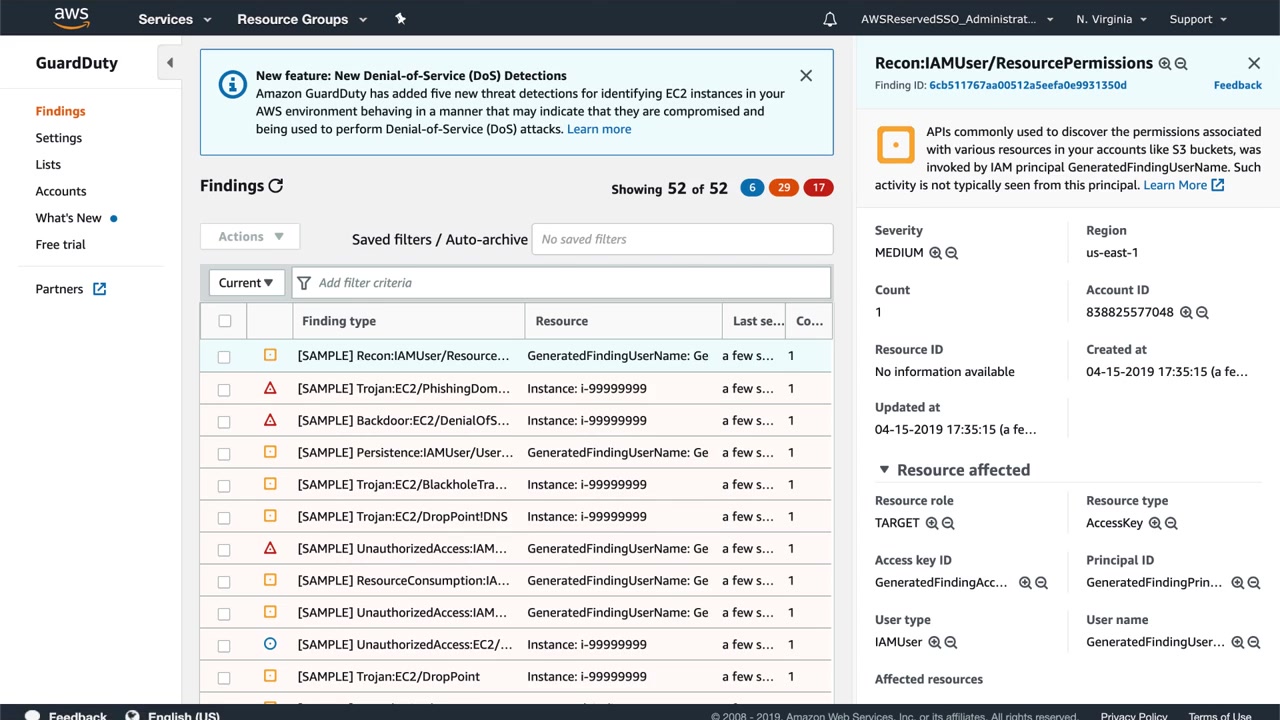 aws
Services
Resource Groups
AWSReservedSSO_Administrat...
N. Virginia
Support
GuardDuty
Findings
Settings
Lists
Accounts
What's New
Free trial
Partners
New feature: New Denial-of-Service (DoS) Detections
Amazon GuardDuty has added five new threat detections for identifying EC2 instances in your
AWS environment behaving in a manner that may indicate that they are compromised and
being used to perform Denial-of-Service (DoS) attacks. Learn more
Findings
Showing 52 of 52 6 29 17
Actions
Saved filters / Auto-archive
No saved filters
Current
Add filter criteria
Finding type Resource Last se... Co...
[SAMPLE] Recon:IAMUser/Resource... GeneratedFindingUserName: Ge a few s... 1
[SAMPLE] Trojan:EC2/PhishingDom... Instance: i-99999999 a few s... 1
[SAMPLE] Backdoor:EC2/DenialOfS... Instance: i-99999999 a few s... 1
[SAMPLE] Persistence:IAMUser/User... GeneratedFindingUserName: Ge a few s... 1
[SAMPLE] Trojan:EC2/BlackholeTra... Instance: i-99999999 a few s... 1
[SAMPLE] Trojan:EC2/DropPoint!DNS Instance: i-99999999 a few s... 1
[SAMPLE] UnauthorizedAccess:IAM... GeneratedFindingUserName: Ge a few s... 1
[SAMPLE] ResourceConsumption:IA... GeneratedFindingUserName: Ge a few s... 1
[SAMPLE] UnauthorizedAccess:IAM... GeneratedFindingUserName: Ge a few s... 1
[SAMPLE] UnauthorizedAccess:EC2/... Instance: i-99999999 a few s... 1
[SAMPLE] Trojan:EC2/DropPoint Instance: i-99999999 a few s... 1
Recon:IAMUser/ResourcePermissions
Finding ID: 6cb511767aa00512a5eefa0e9931350d
Feedback
APIs commonly used to discover the permissions associated
with various resources in your accounts like S3 buckets, was
invoked by IAM principal GeneratedFindingUserName. Such
activity is not typically seen from this principal. Learn More
Severity Region
MEDIUM us-east-1
Count Account ID
1 838825577048
Resource ID Created at
No information available 04-15-2019 17:35:15 (a fe...
Updated at
04-15-2019 17:35:15 (a fe...
Resource affected
Resource role Resource type
TARGET AccessKey
Access key ID Principal ID
GeneratedFindingAcc... GeneratedFindingPrin...
User type User name
IAMUser GeneratedFindingUser...
Affected resources
Feedback
English (US)
© 2008 - 2019, Amazon Web Services, Inc. or its affiliates. All rights reserved.
Privacy Policy
Terms of Use